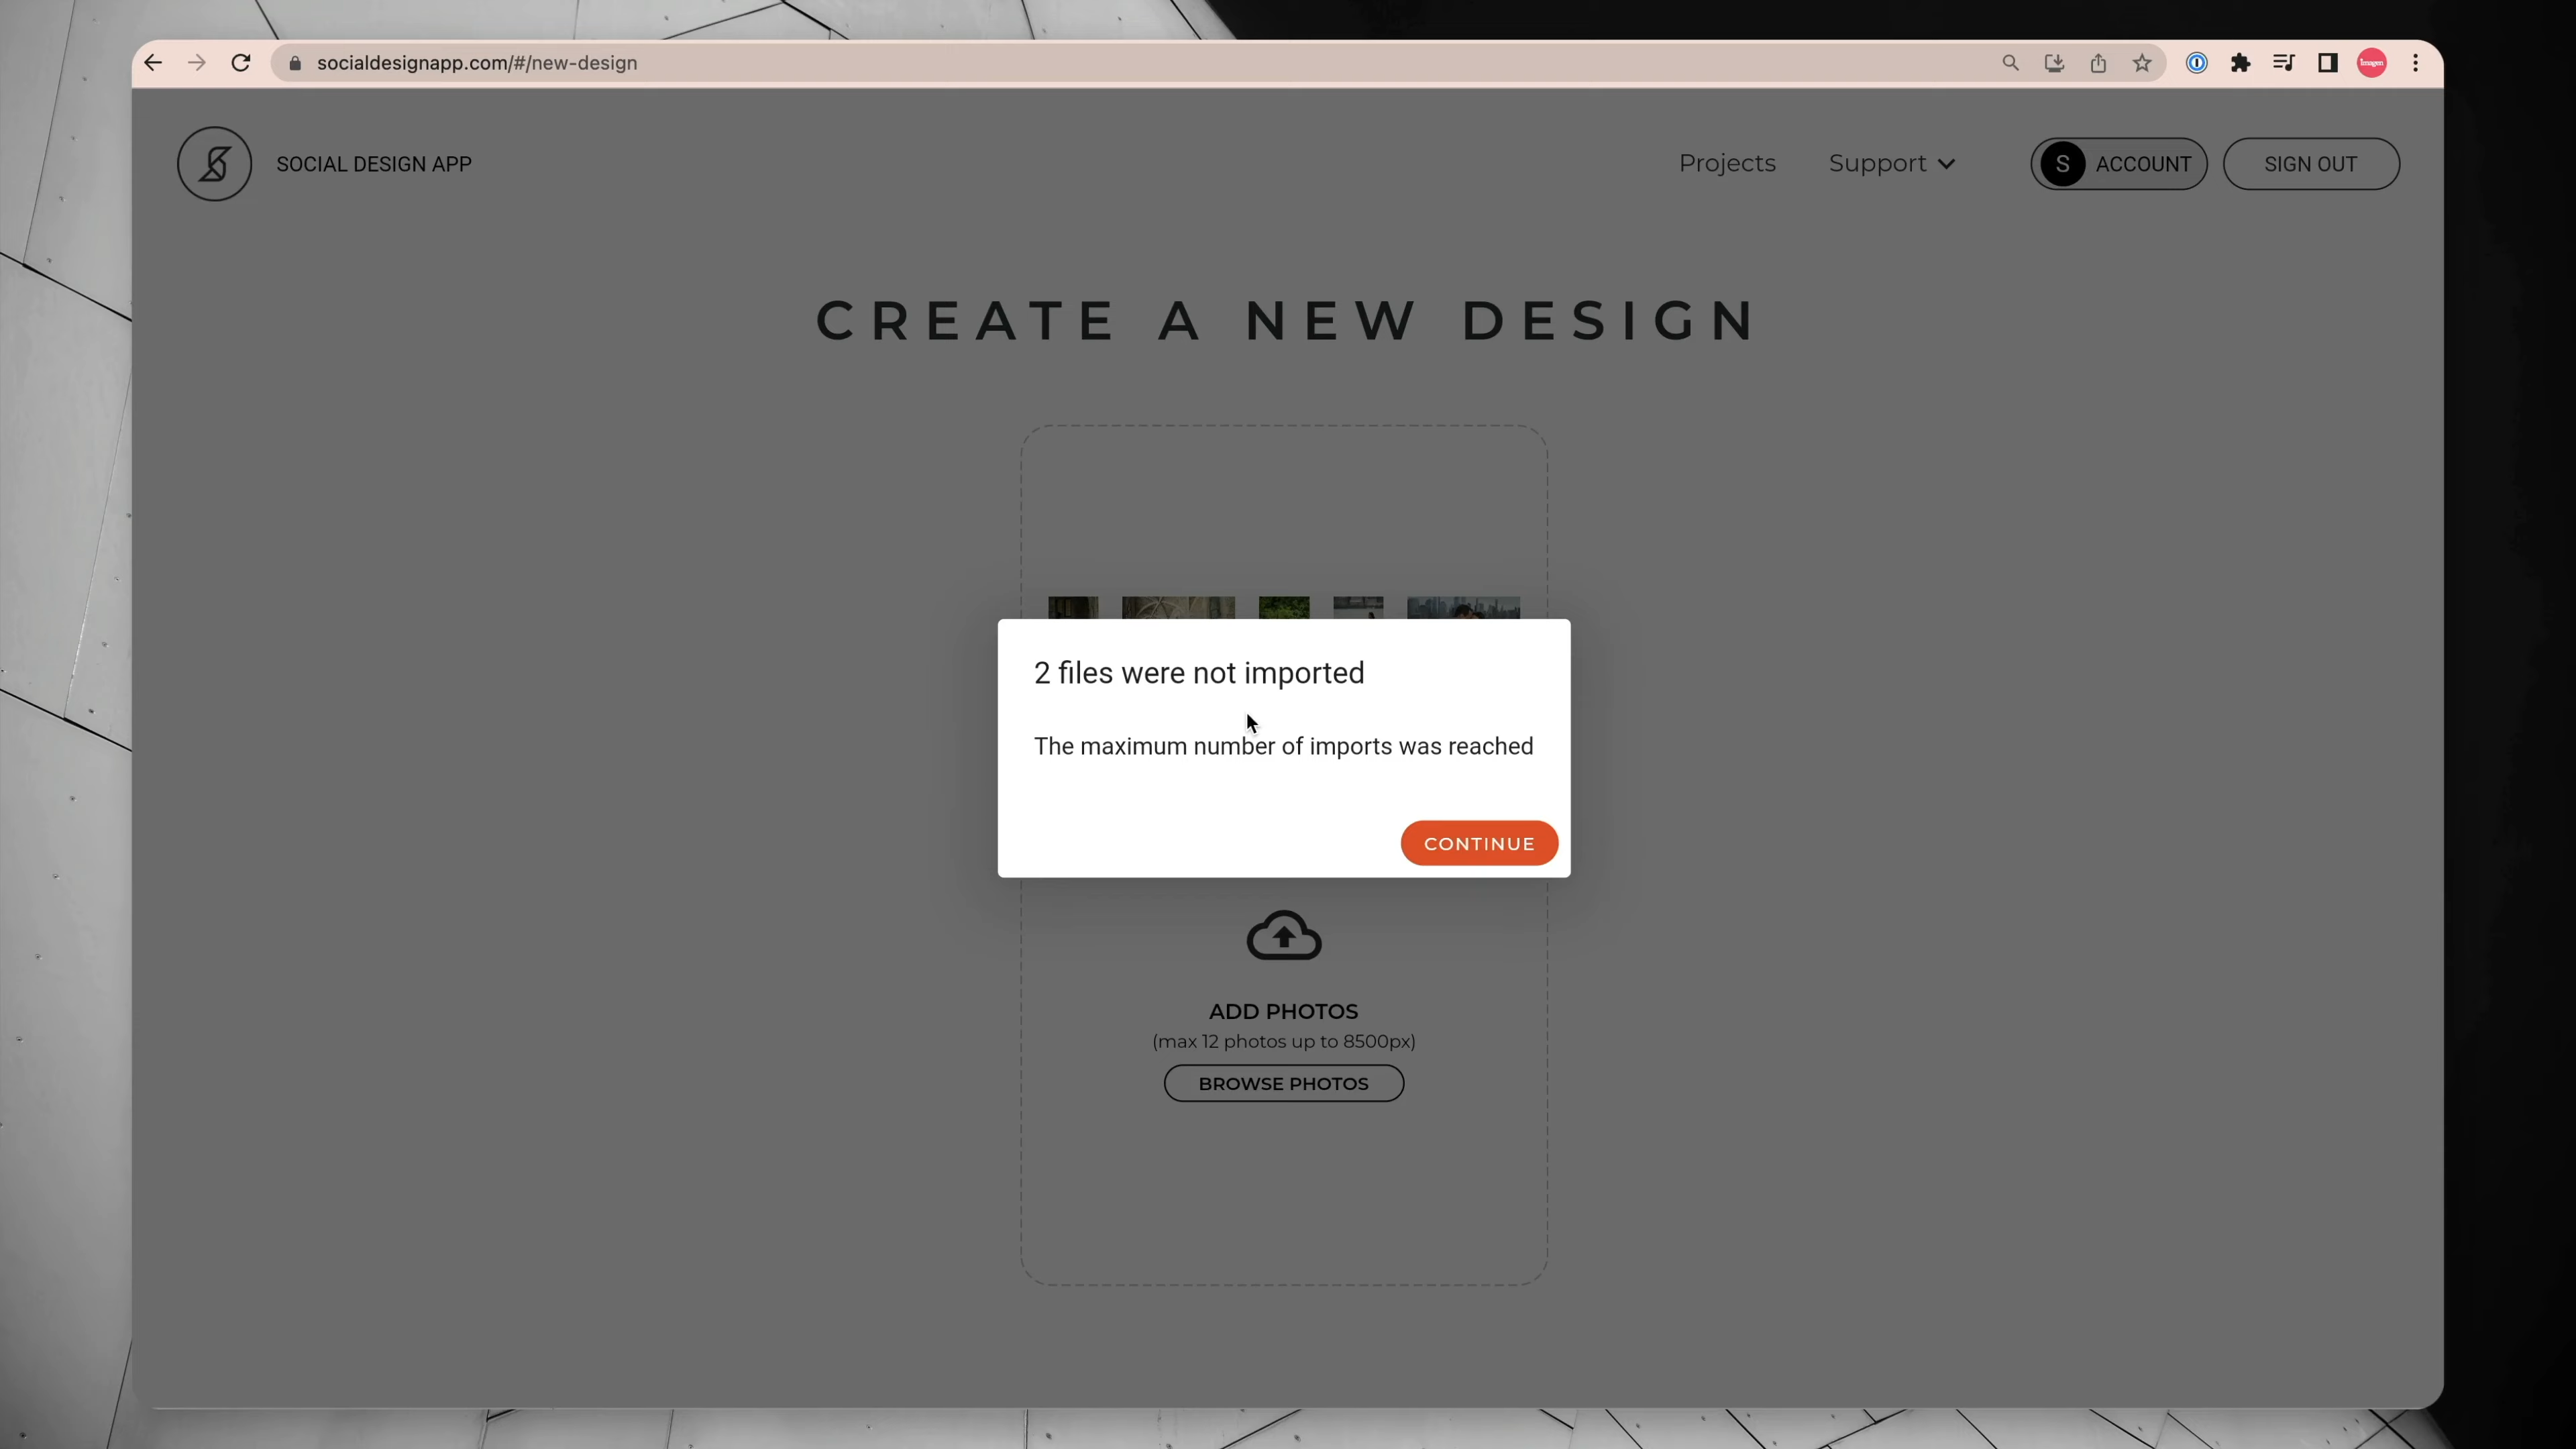 socialdesignapp.com/#/new-design
Imagen
SOCIAL DESIGN APP
Projects
Support
S
ACCOUNT
SIGN OUT
CREATE A NEW DESIGN
2 files were not imported
The maximum number of imports was reached
CONTINUE
ADD PHOTOS
(max 12 photos up to 8500px)
BROWSE PHOTOS